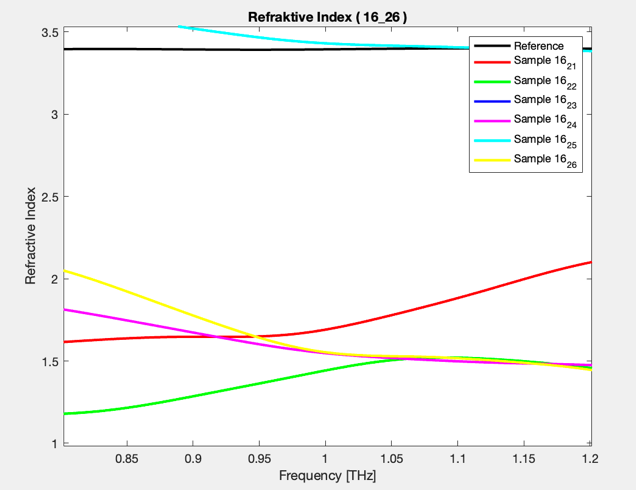 Refraktive Index ( 16_26 )
Reference
Sample 16₂₁
Sample 16₂₂
Sample 16₂₃
Sample 16₂₄
Sample 16₂₅
Sample 16₂₆
3.5
3
2.5
2
1.5
1
Refractive Index
0.85 0.9 0.95 1 1.05 1.1 1.15 1.2
Frequency [THz]